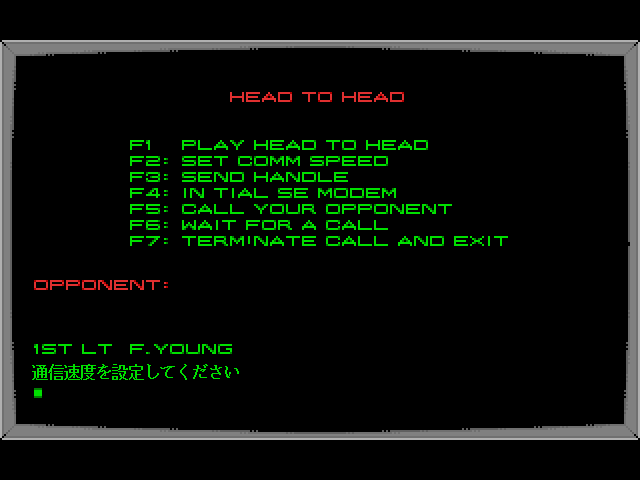 HEAD TO HEAD
F1 PLAY HEAD TO HEAD
F2: SET COMM SPEED
F3: SEND HANDLE
F4: IN TIAL SE MODEM
F5: CALL YOUR OPPONENT
F6: WAIT FOR A CALL
F7: TERMINATE CALL AND EXIT
OPPONENT:
1ST LT F.YOUNG
通信速度を設定してください